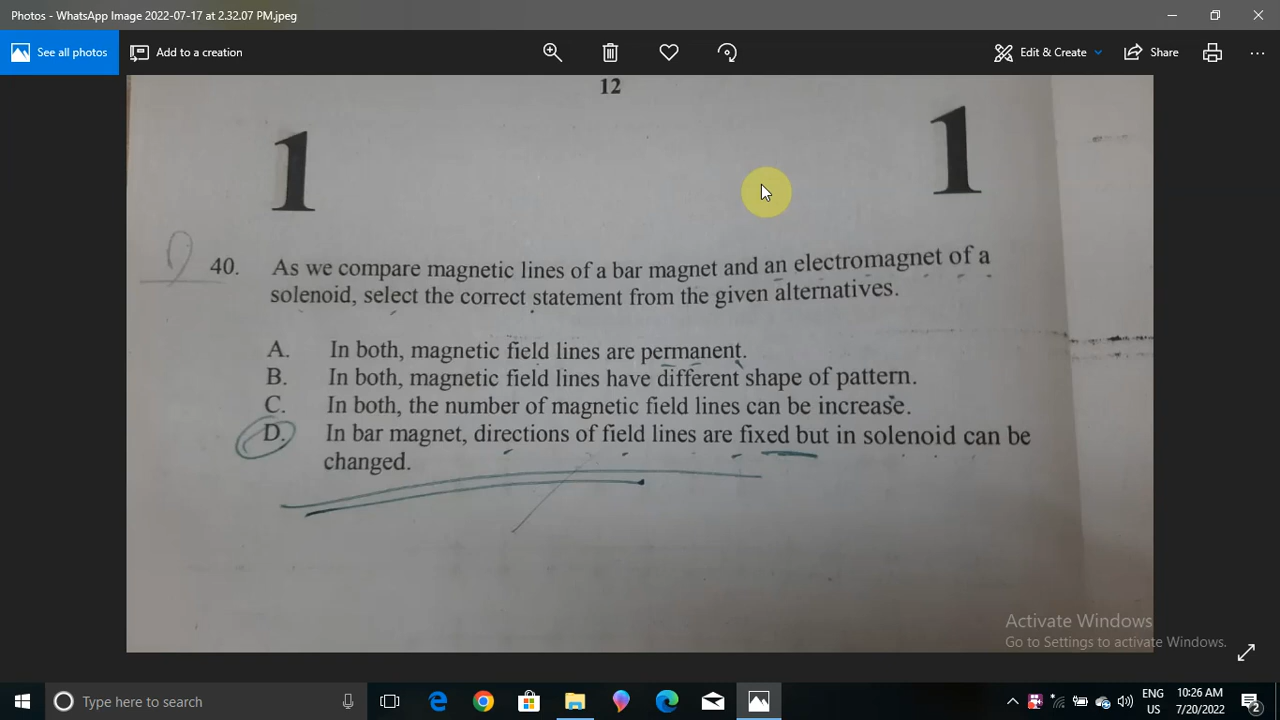 Photos - WhatsApp Image 2022-07-17 at 2.32.07 PM.jpeg
See all photos
Add to a creation
Edit & Create
Share
12
1 1
40. As we compare magnetic lines of a bar magnet and an electromagnet of a
solenoid, select the correct statement from the given alternatives.
A. In both, magnetic field lines are permanent.
B. In both, magnetic field lines have different shape of pattern.
C. In both, the number of magnetic field lines can be increase.
D. In bar magnet, directions of field lines are fixed but in solenoid can be
changed.
Activate Windows
Go to Settings to activate Windows.
Type here to search
ENG
US
10:26 AM
7/20/2022
2